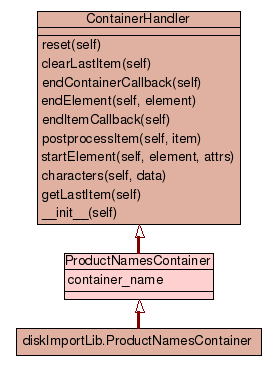 ContainerHandler
reset(self)
clearLastItem(self)
endContainerCallback(self)
endElement(self, element)
endItemCallback(self)
postprocessItem(self, item)
startElement(self, element, attrs)
characters(self, data)
getLastItem(self)
__init__(self)
ProductNamesContainer
container_name
diskImportLib.ProductNamesContainer